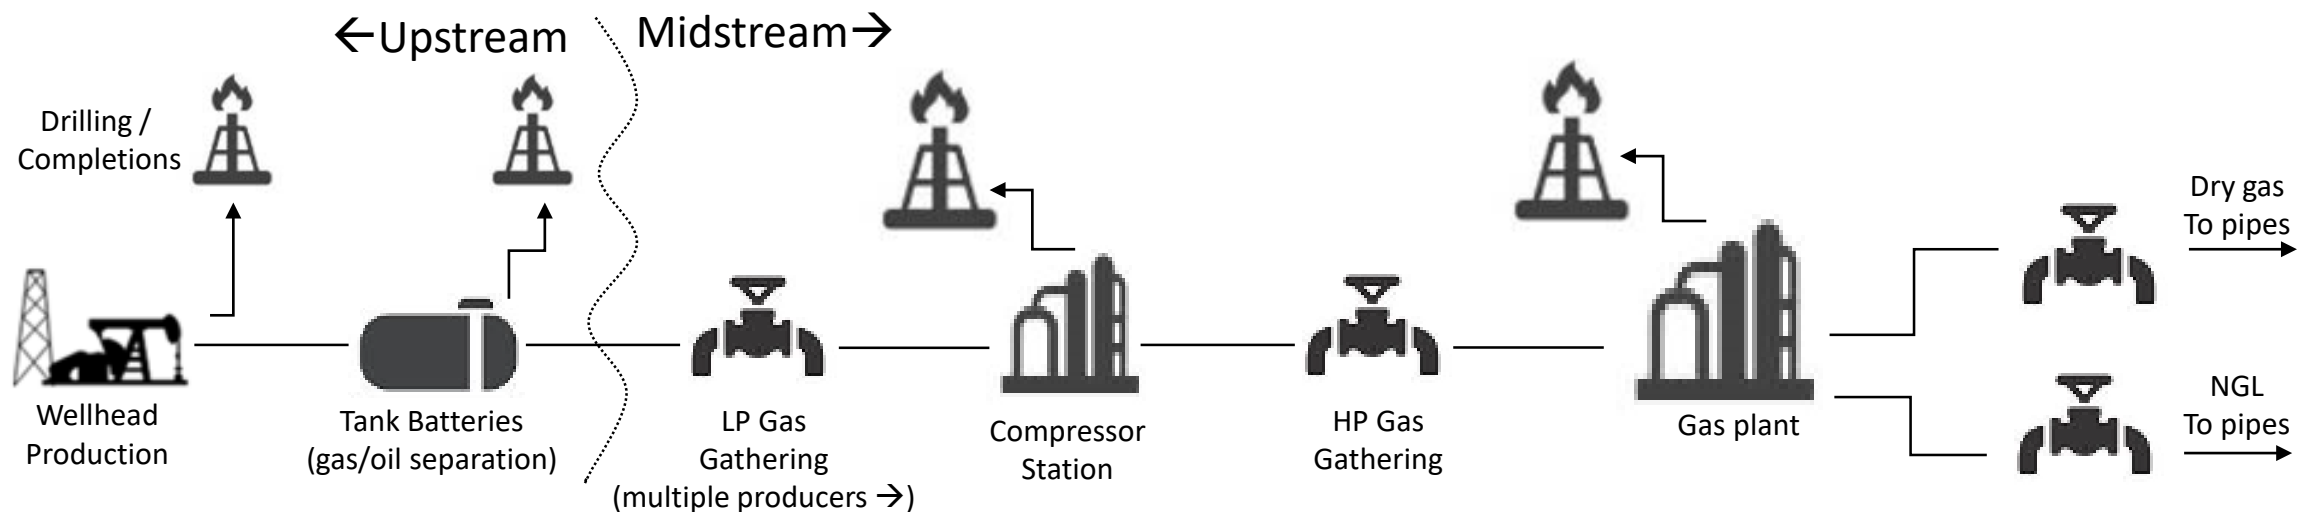 ←Upstream
Midstream→
Drilling /
Completions
Wellhead
Production
Tank Batteries
(gas/oil separation)
LP Gas
Gathering
(multiple producers →)
Compressor
Station
HP Gas
Gathering
Gas plant
Dry gas
To pipes
NGL
To pipes